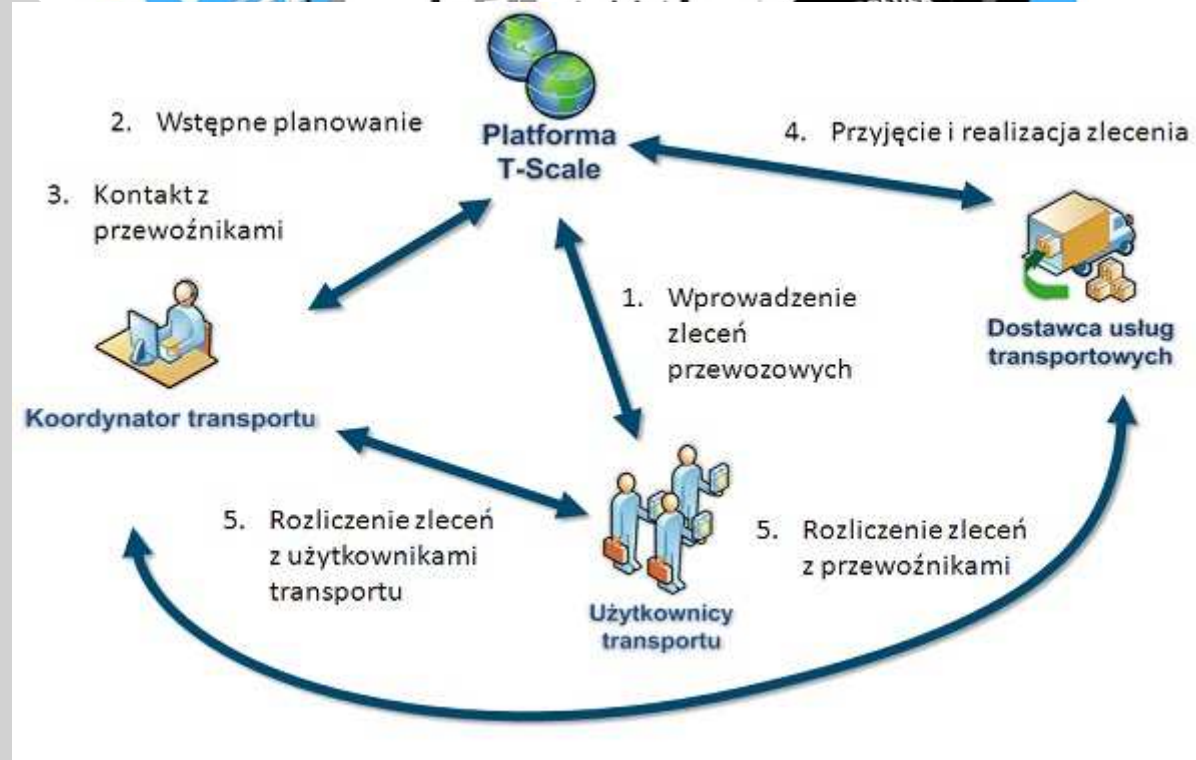 Platforma
T-Scale
2. Wstępne planowanie
4. Przyjęcie i realizacja zlecenia
3. Kontakt z
przewoźnikami
1. Wprowadzenie
zleceń
przewozowych
Dostawca usług
transportowych
Koordynator transportu
5. Rozliczenie zleceń
z użytkownikami
transportu
5. Rozliczenie zleceń
z przewoźnikami
Użytkownicy
transportu